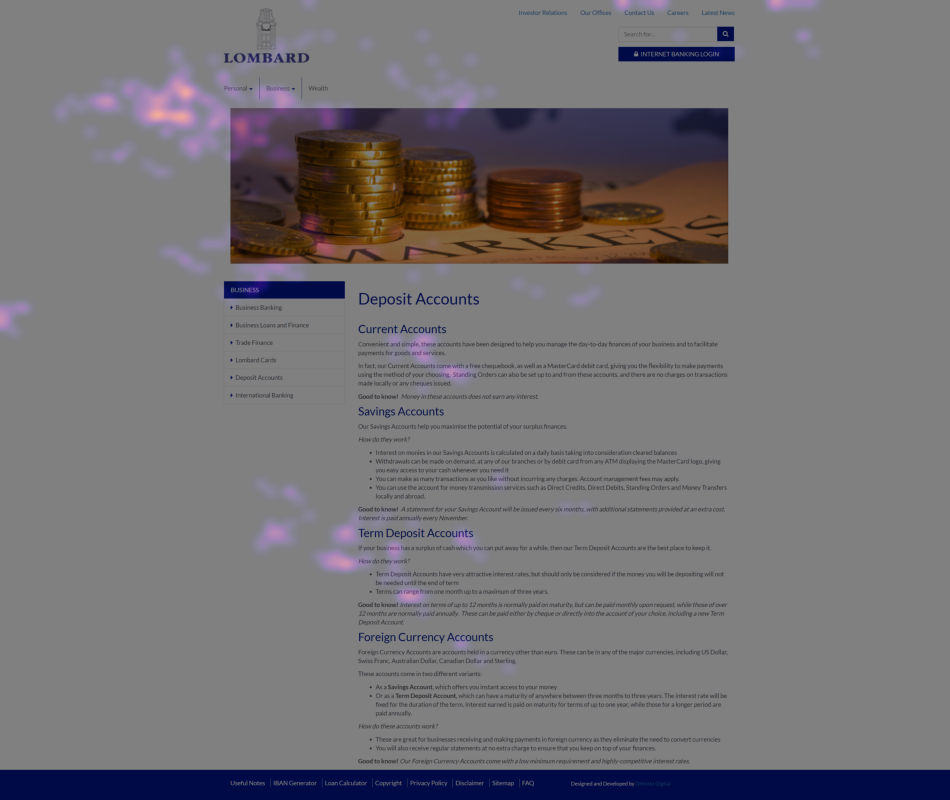 Investor Relations Our Offices Contact Us Careers Latest News
Search for...
INTERNET BANKING LOGIN
LOMBARD
Personal Business Wealth
MARKETS
BUSINESS
Business Banking
Business Loans and Finance
Trade Finance
Lombard Cards
Deposit Accounts
International Banking
Deposit Accounts
Current Accounts
Convenient and simple, these accounts have been designed to help you manage the day-to-day finances of your business and to facilitate
payments for goods and services.
In fact, our Current Accounts come with a free chequebook, as well as a MasterCard debit card, giving you the flexibility to make payments
using the method of your choosing. Standing Orders can also be set up to and from these accounts, and there are no charges on transactions
made locally or any cheques issued.
Good to know! Money in these accounts does not earn any interest.
Savings Accounts
Our Savings Accounts help you maximise the potential of your surplus finances.
How do they work?
Interest on monies in our Savings Accounts is calculated on a daily basis taking into consideration cleared balances
Withdrawals can be made on demand, at any of our branches or by debit card from any ATM displaying the MasterCard logo, giving
you easy access to your cash whenever you need it
You can make as many transactions as you like without incurring any charges. Account management fees may apply.
You can use the account for money transmission services such as Direct Credits, Direct Debits, Standing Orders and Money Transfers
locally and abroad.
Good to know! A statement for your Savings Account will be issued every six months, with additional statements provided at an extra cost.
Interest is paid annually every November.
Term Deposit Accounts
If your business has a surplus of cash which you can put away for a while, then our Term Deposit Accounts are the best place to keep it.
How do they work?
Term Deposit Accounts have very attractive interest rates, but should only be considered if the money you will be depositing will not
be needed until the end of term
Terms can range from one month up to a maximum of three years.
Good to know! Interest on terms of up to 12 months is normally paid on maturity, but can be paid monthly upon request, while those of over
12 months are normally paid annually. These can be paid either by cheque or directly into the account of your choice, including a new Term
Deposit Account.
Foreign Currency Accounts
Foreign Currency Accounts are accounts held in a currency other than euro. These can be in any of the major currencies, including US Dollar,
Swiss Franc, Australian Dollar, Canadian Dollar and Sterling.
These accounts come in two different variants:
As a Savings Account, which offers you instant access to your money
Or as a Term Deposit Account, which can have a maturity of anywhere between three months to three years. The interest rate will be
fixed for the duration of the term. Interest earned is paid on maturity for terms of up to one year, while those for a longer period are
paid annually.
How do these accounts work?
These are great for businesses receiving and making payments in foreign currency as they eliminate the need to convert currencies
You will also receive regular statements at no extra charge to ensure that you keep on top of your finances.
Good to know! Our Foreign Currency Accounts come with a low minimum requirement and highly-competitive interest rates.
Useful Notes IBAN Generator Loan Calculator Copyright Privacy Policy Disclaimer Sitemap FAQ Designed and Developed by